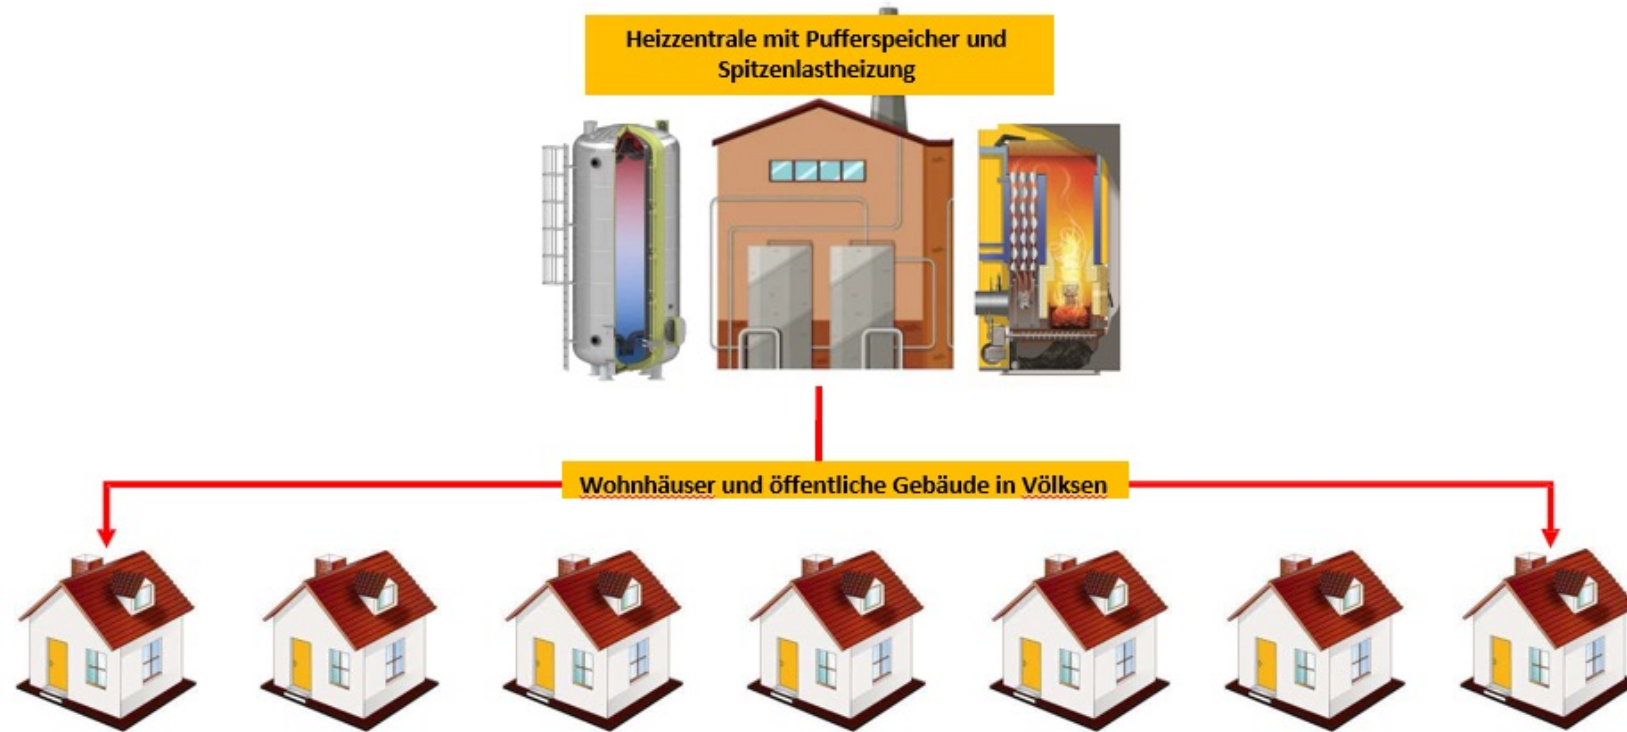 Heizzentrale mit Pufferspeicher und
Spitzenlastheizung
Wohnhäuser und öffentliche Gebäude in Völksen